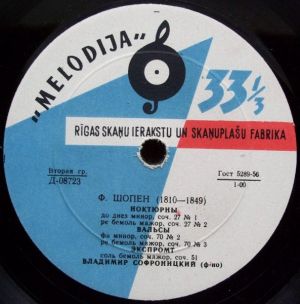 „MELODIJA"
33⅓
RĪGAS SKAŅU IERAKSTU UN SKAŅUPLAŠU FABRIKA
Вторая гр.
Д-08723
Гост 5289-56
1-00
Ф. ШОПЕН (1810—1849)
НОКТЮРНЫ
до диез минор, соч. 27 № 1
ре бемоль мажор, соч. 27 № 2
ВАЛЬСЫ
фа минор, соч. 70 № 2
ре бемоль мажор, соч. 70 № 3
ЭКСПРОМТ
соль бемоль мажор, соч. 51
ВЛАДИМИР СОФРОНИЦКИЙ (ф-но)